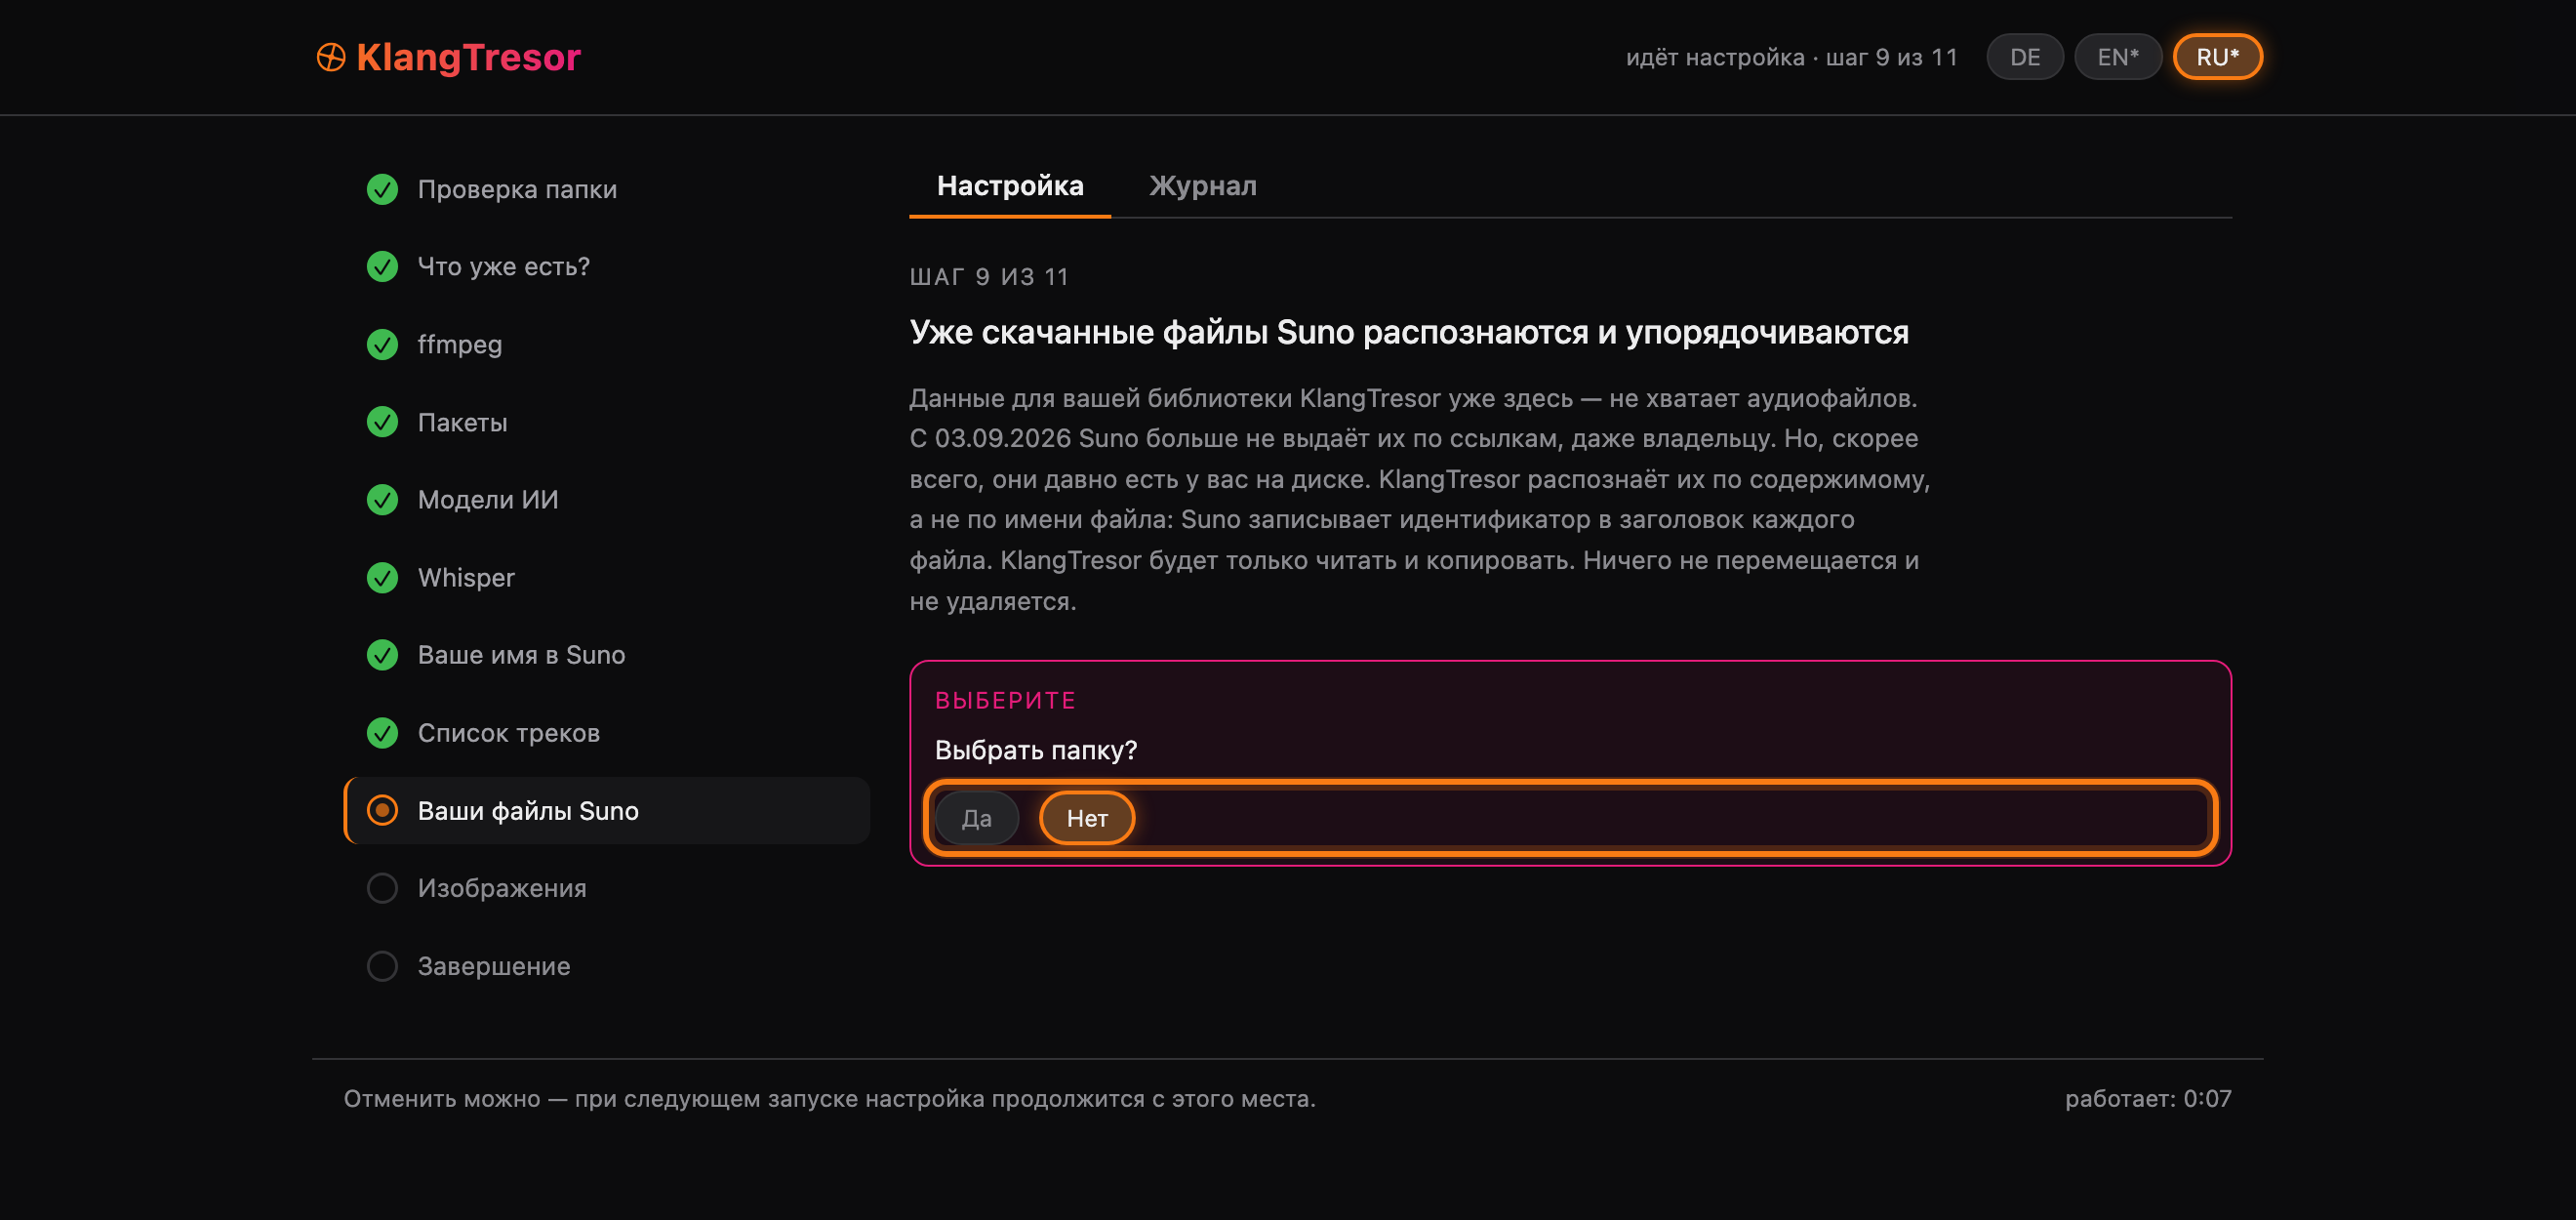 KlangTresor
идёт настройка · шаг 9 из 11
DE
EN*
RU*
Проверка папки
Что уже есть?
ffmpeg
Пакеты
Модели ИИ
Whisper
Ваше имя в Suno
Список треков
Ваши файлы Suno
Изображения
Завершение
Настройка
Журнал
ШАГ 9 ИЗ 11
Уже скачанные файлы Suno распознаются и упорядочиваются
Данные для вашей библиотеки KlangTresor уже здесь — не хватает аудиофайлов.
С 03.09.2026 Suno больше не выдаёт их по ссылкам, даже владельцу. Но, скорее
всего, они давно есть у вас на диске. KlangTresor распознаёт их по содержимому,
а не по имени файла: Suno записывает идентификатор в заголовок каждого
файла. KlangTresor будет только читать и копировать. Ничего не перемещается и
не удаляется.
ВЫБЕРИТЕ
Выбрать папку?
Да
Нет
Отменить можно — при следующем запуске настройка продолжится с этого места.
работает: 0:07